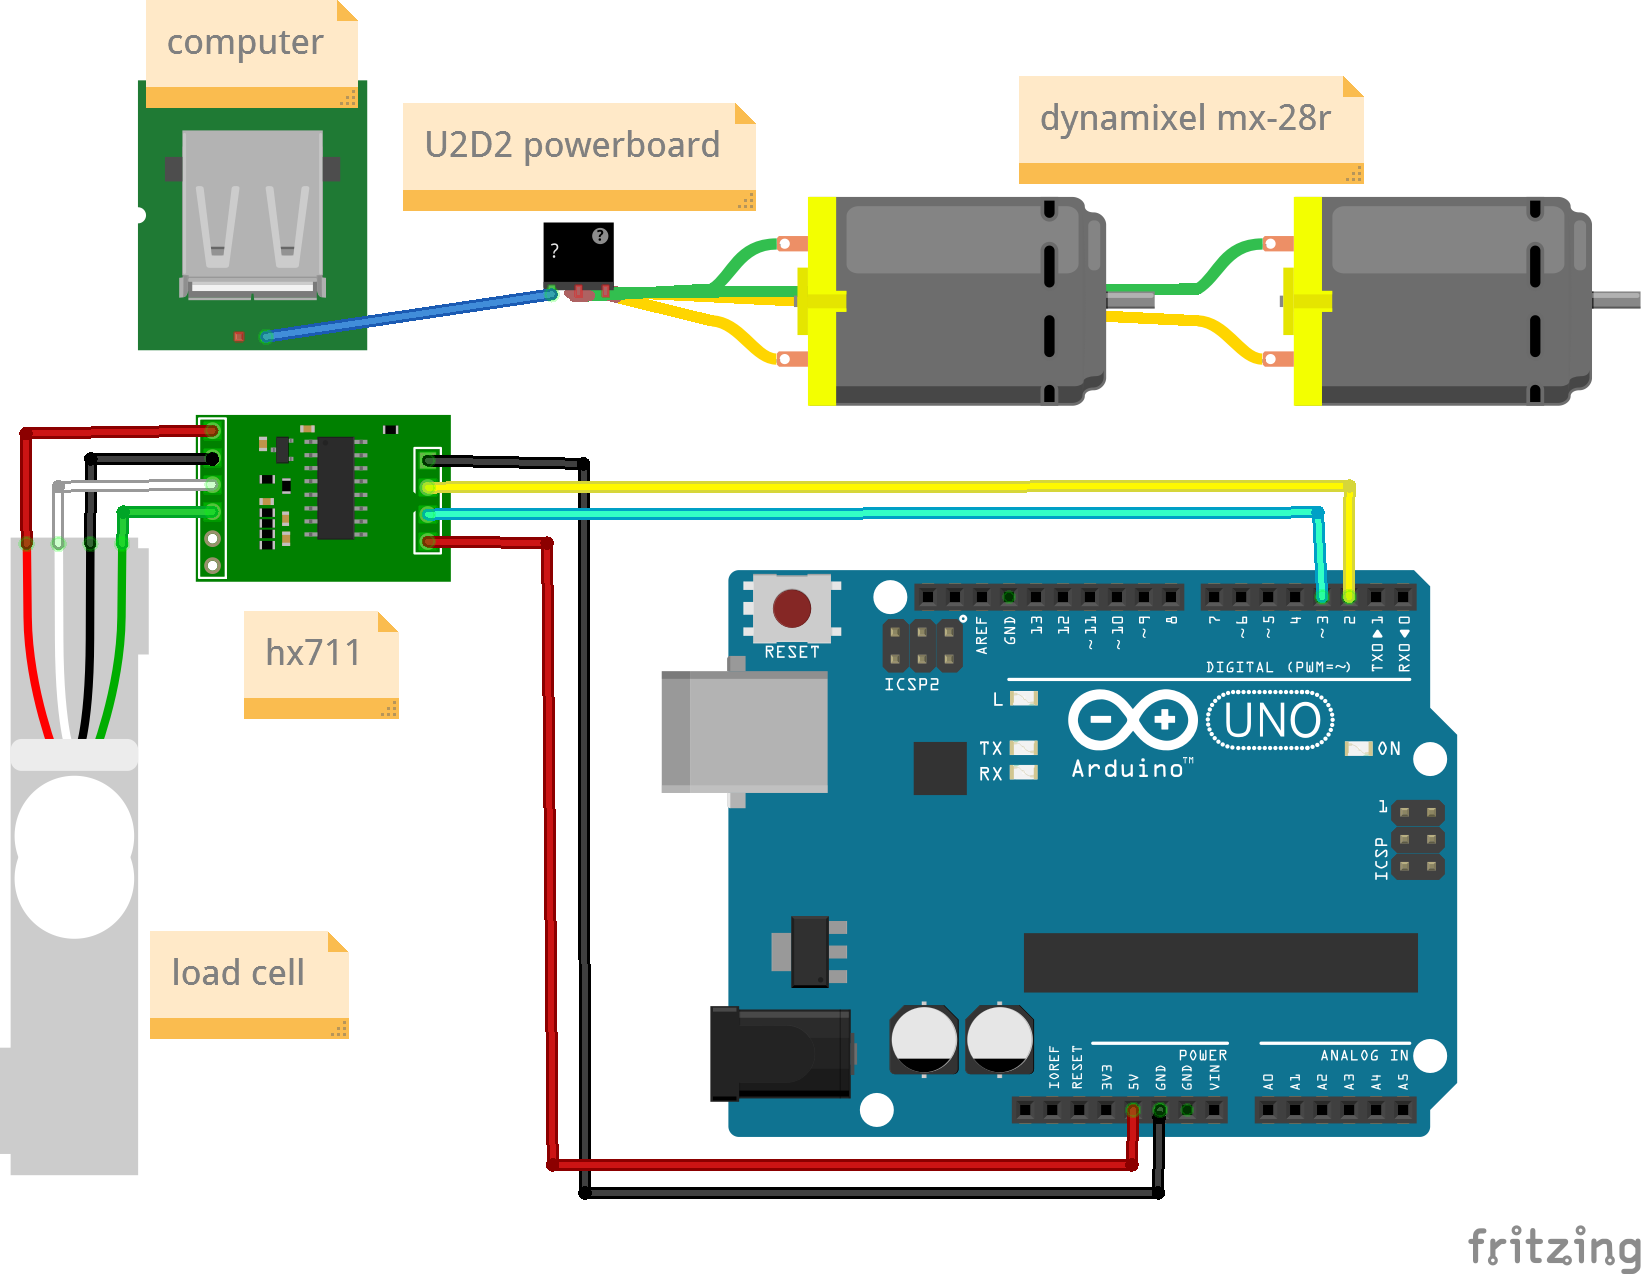 computer
U2D2 powerboard
dynamixel mx-28r
?
?
hx711
load cell
RESET
ICSP2
AREF
GND
13
12
~11
~10
~9
8
7
~6
~5
4
~3
2
TX0▶1
RX0◀0
DIGITAL (PWM=~)
L
TX
RX
UNO
Arduino™
ON
1
ICSP
IOREF
RESET
3V3
5V
GND
GND
VIN
POWER
ANALOG IN
A0
A1
A2
A3
A4
A5
fritzing